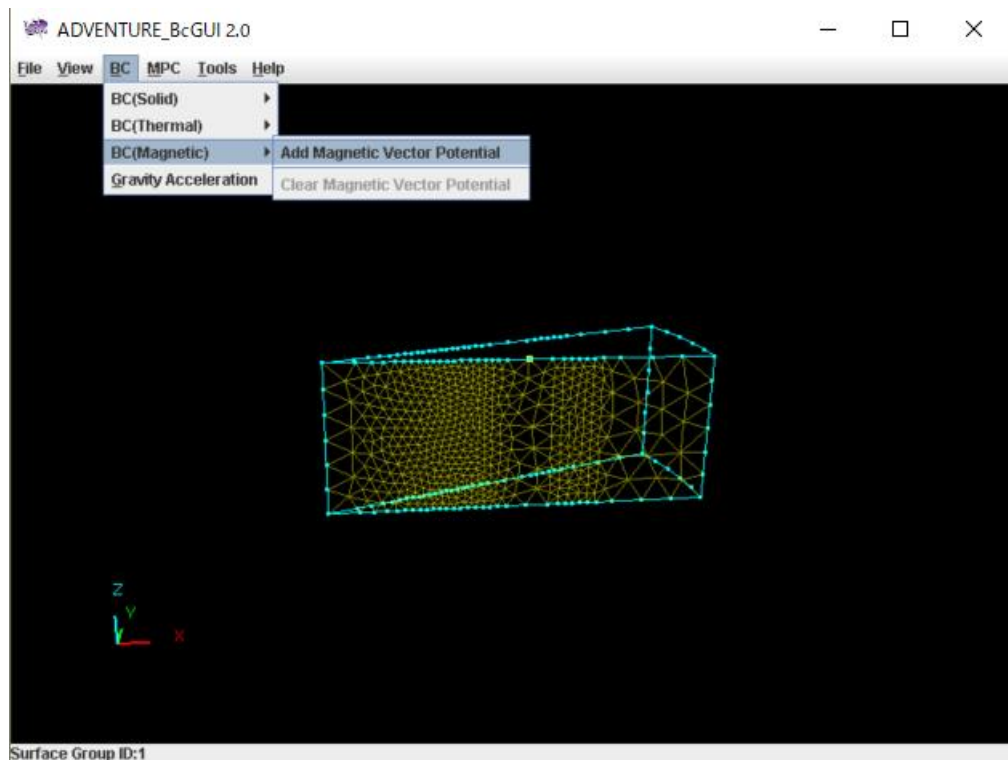 ADVENTURE_BcGUI 2.0
File View BC MPC Tools Help
BC(Solid)
BC(Thermal)
BC(Magnetic)
Add Magnetic Vector Potential
Gravity Acceleration
Clear Magnetic Vector Potential
Z
Y
X
Surface Group ID:1